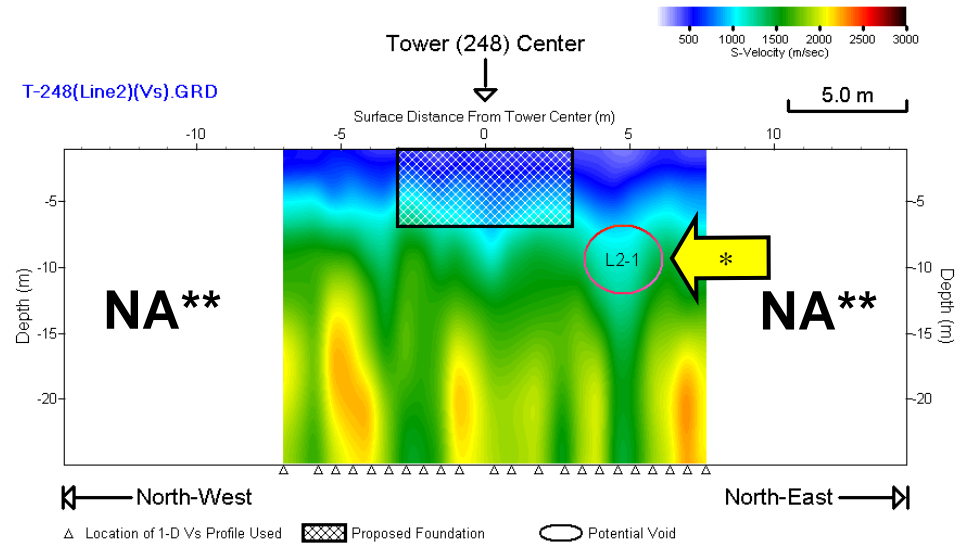 500 1000 1500 2000 2500 3000
S-Velocity (m/sec)
Tower (248) Center
T-248(Line2)(Vs).GRD
5.0 m
Surface Distance From Tower Center (m)
-10 -5 0 5 10
Depth (m)
-5
-10
-15
-20
NA**
L2-1
*
NA**
-5
-10
-15
-20
Depth (m)
North-West
North-East
Location of 1-D Vs Profile Used
Proposed Foundation
Potential Void